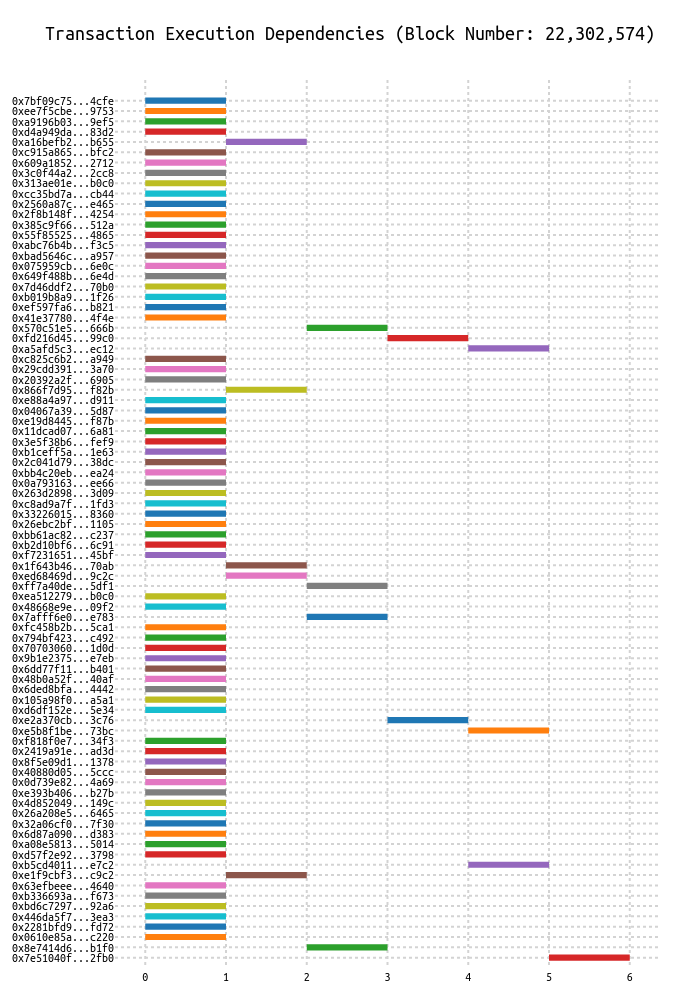 Transaction Execution Dependencies (Block Number: 22,302,574)
0x7bf09c75...4cfe
0xee7f5cbe...9753
0xa9196b03...9ef5
0xd4a949da...83d2
0xa16befb2...b655
0xc915a865...bfc2
0x609a1852...2712
0x3c0f44a2...2cc8
0x313ae01e...b0c0
0xcc35bd7a...cb44
0x2560a87c...e465
0x2f8b148f...4254
0x385c9f66...512a
0x55f85525...4865
0xabc76b4b...f3c5
0xbad5646c...a957
0x075959cb...6e0c
0x649f488b...6e4d
0x7d46ddf2...70b0
0xb019b8a9...1f26
0xef597fa6...b821
0x41e37780...4f4e
0x570c51e5...666b
0xfd216d45...99c0
0xa5afd5c3...ec12
0xc825c6b2...a949
0x29cdd391...3a70
0x20392a2f...6905
0x866f7d95...f82b
0xe88a4a97...d911
0x04067a39...5d87
0xe19d8445...f87b
0x11dcad07...6a81
0x3e5f38b6...fef9
0xb1ceff5a...1e63
0x2c041d79...38dc
0xbb4c20eb...ea24
0x0a793163...ee66
0x263d2898...3d09
0xc8ad9a7f...1fd3
0x33226015...8360
0x26ebc2bf...1105
0xbb61ac82...c237
0xb2d10bf6...6c91
0xf7231651...45bf
0x1f643b46...70ab
0xed68469d...9c2c
0xff7a40de...5df1
0xea512279...b0c0
0x48668e9e...09f2
0x7afff6e0...e783
0xfc458b2b...5ca1
0x794bf423...c492
0x70703060...1d0d
0x9b1e2375...e7eb
0x6dd77f11...b401
0x48b0a52f...40af
0x6ded8bfa...4442
0x105a98f0...a5a1
0xd6df152e...5e34
0xe2a370cb...3c76
0xe5b8f1be...73bc
0xf818f0e7...34f3
0x2419a91e...ad3d
0x8f5e09d1...1378
0x40880d05...5ccc
0x0d739e82...4a69
0xe393b406...b27b
0x4d852049...149c
0x26a208e5...6465
0x32a06cf0...7f30
0x6d87a090...d383
0xa08e5813...5014
0xd57f2e92...3798
0xb5cd4011...e7c2
0xe1f9cbf3...c9c2
0x63efbeee...4640
0xb336693a...f673
0xbd6c7297...92a6
0x446da5f7...3ea3
0x2281bfd9...fd72
0x0610e85a...c220
0x8e7414d6...b1f0
0x7e51040f...2fb0
0 1 2 3 4 5 6